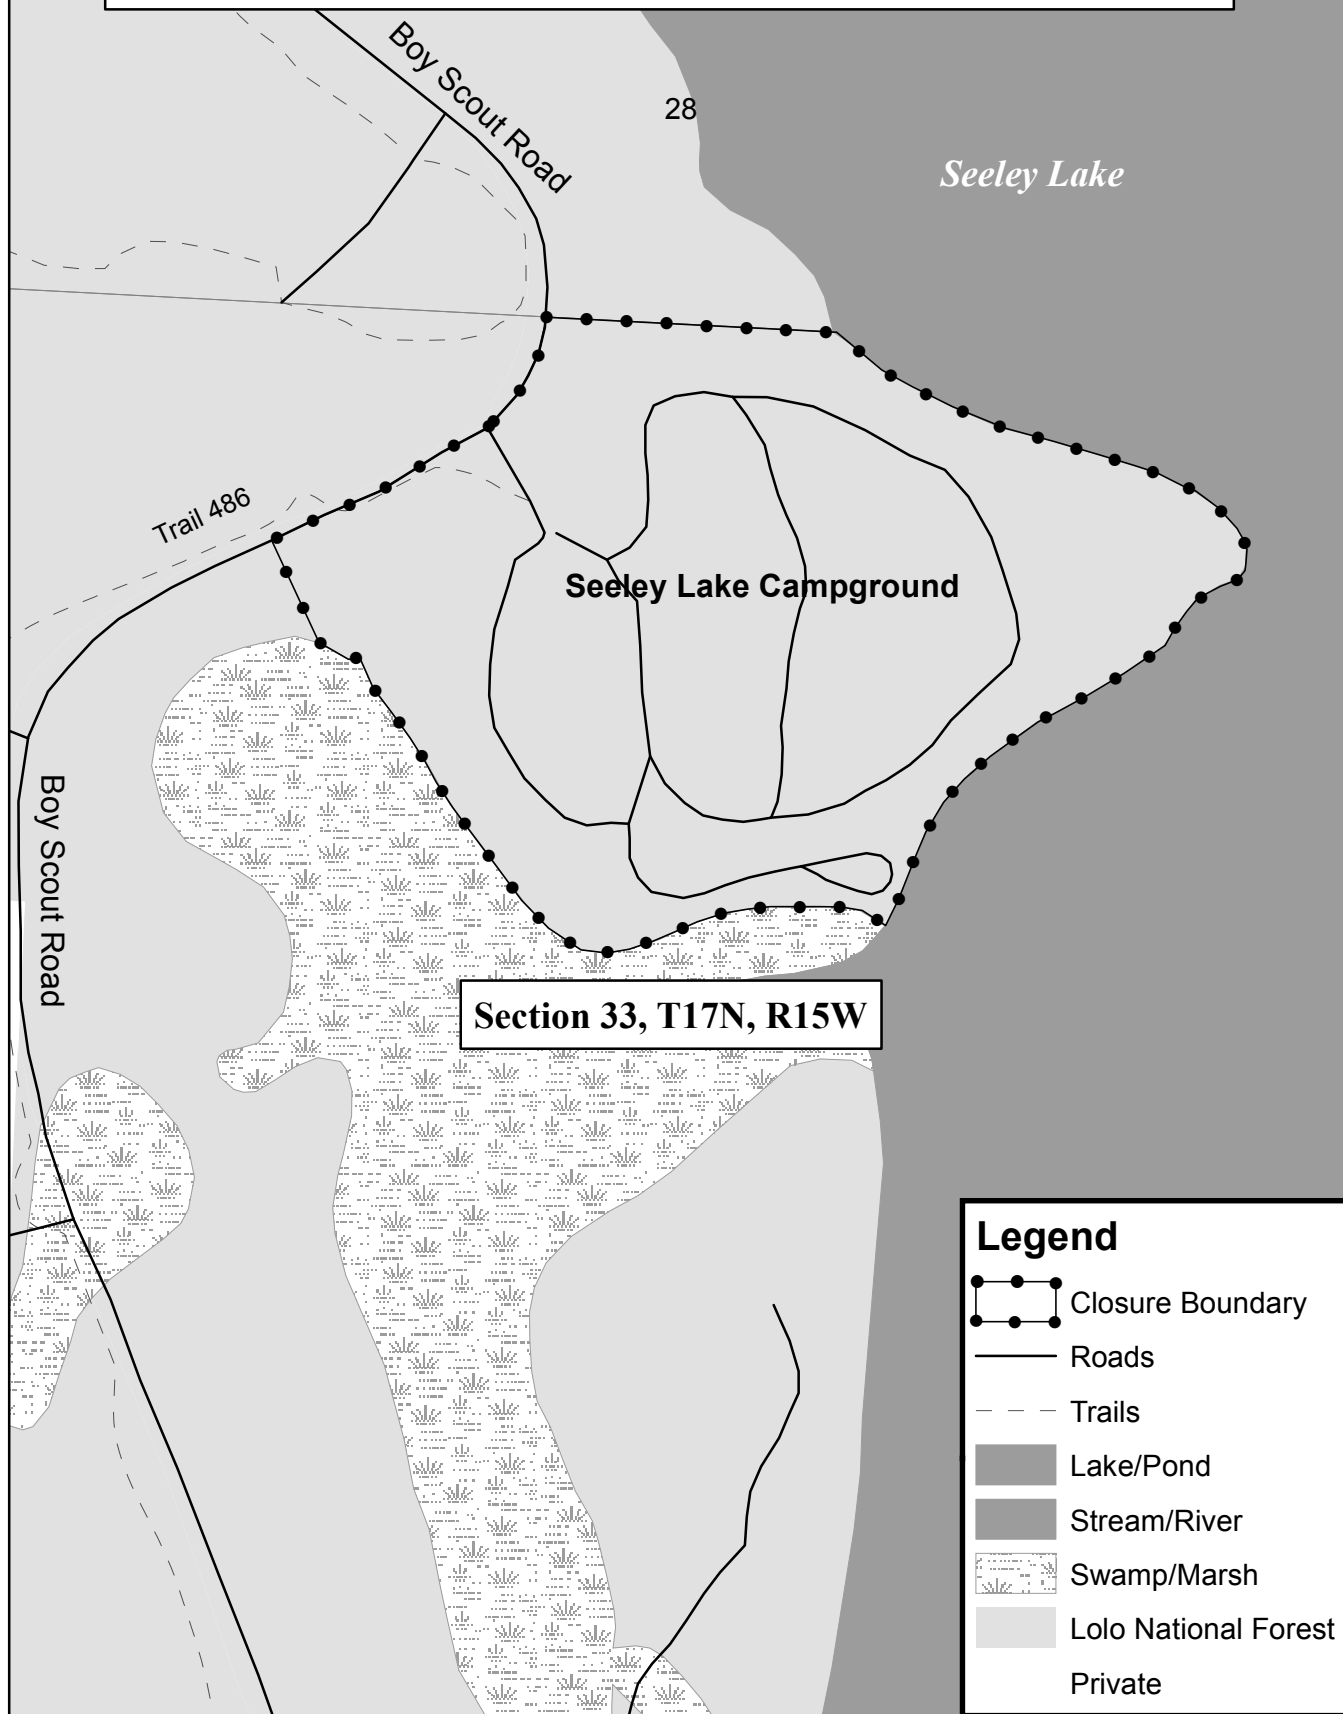 Boy Scout Road
28
Seeley Lake
Trail 486
Seeley Lake Campground
Boy Scout Road
Section 33, T17N, R15W
Legend
Closure Boundary
Roads
Trails
Lake/Pond
Stream/River
Swamp/Marsh
Lolo National Forest
Private